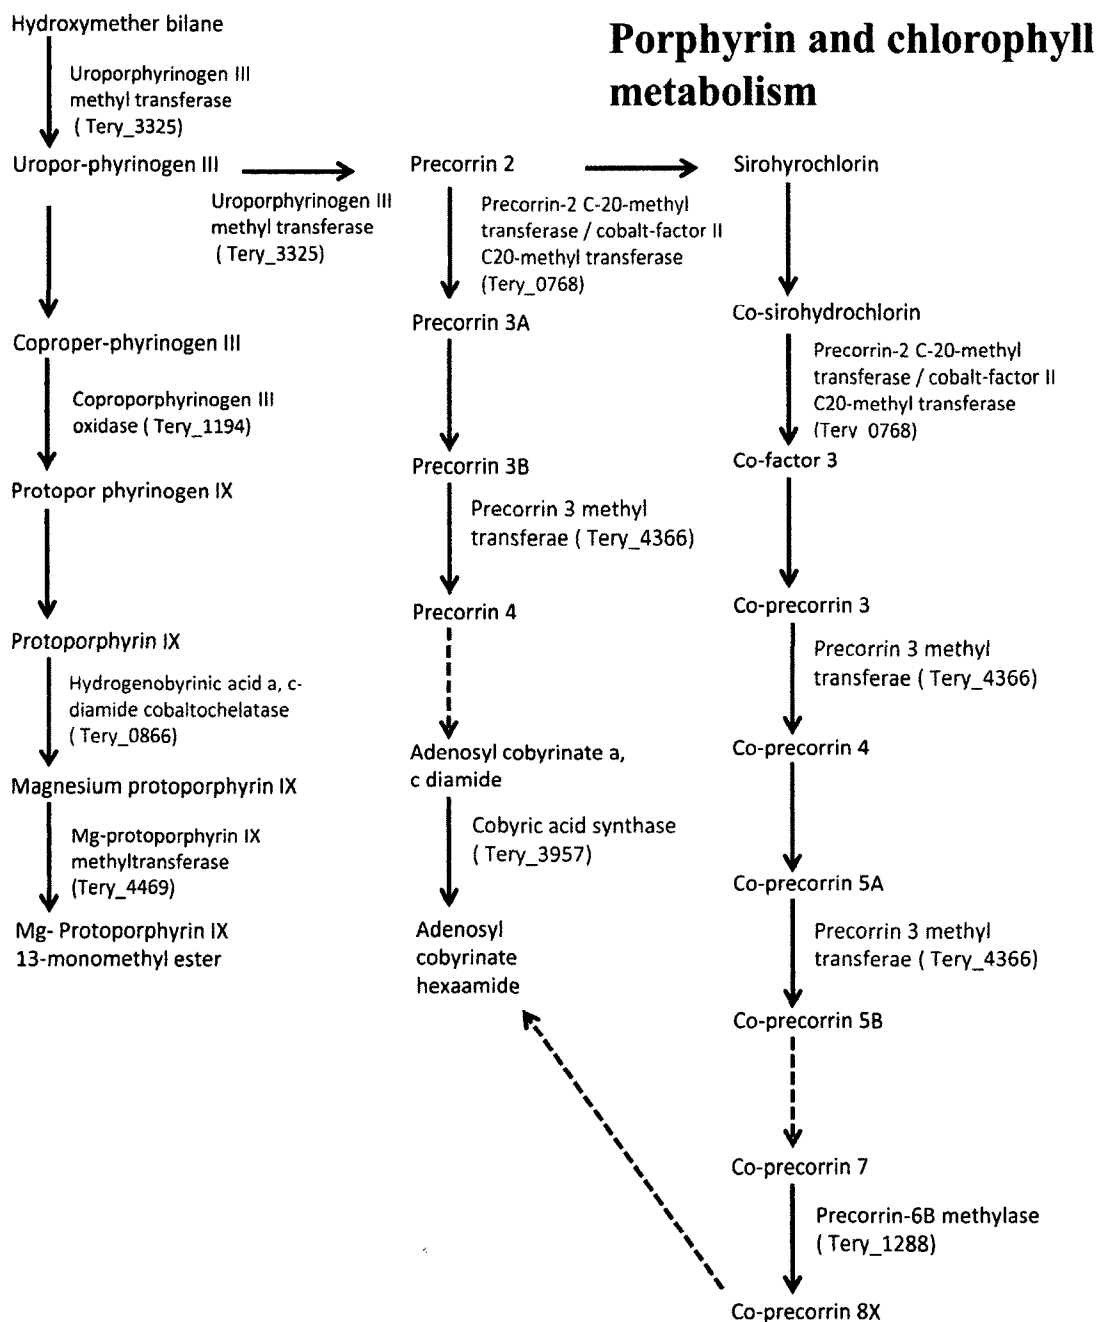 Porphyrin and chlorophyll
metabolism
Hydroxymether bilane
Uroporphyrinogen III
methyl transferase
( Tery_3325)
Uropor-phyrinogen III
Uroporphyrinogen III
methyl transferase
( Tery_3325)
Coproper-phyrinogen III
Coproporphyrinogen III
oxidase ( Tery_1194)
Protopor phyrinogen IX
Protoporphyrin IX
Hydrogenobyrinic acid a, c-
diamide cobaltochelatase
( Tery_0866)
Magnesium protoporphyrin IX
Mg-protoporphyrin IX
methyltransferase
(Tery_4469)
Mg- Protoporphyrin IX
13-monomethyl ester
Precorrin 2
Precorrin-2 C-20-methyl
transferase / cobalt-factor II
C20-methyl transferase
(Tery_0768)
Precorrin 3A
Precorrin 3B
Precorrin 3 methyl
transferae ( Tery_4366)
Precorrin 4
Adenosyl cobyrinate a,
c diamide
Cobyric acid synthase
( Tery_3957)
Adenosyl
cobyrinate
hexaamide
Sirohyrochlorin
Co-sirohydrochlorin
Precorrin-2 C-20-methyl
transferase / cobalt-factor II
C20-methyl transferase
(Terv 0768)
Co-factor 3
Co-precorrin 3
Precorrin 3 methyl
transferae ( Tery_4366)
Co-precorrin 4
Co-precorrin 5A
Precorrin 3 methyl
transferae ( Tery_4366)
Co-precorrin 5B
Co-precorrin 7
Precorrin-6B methylase
( Tery_1288)
Co-precorrin 8X